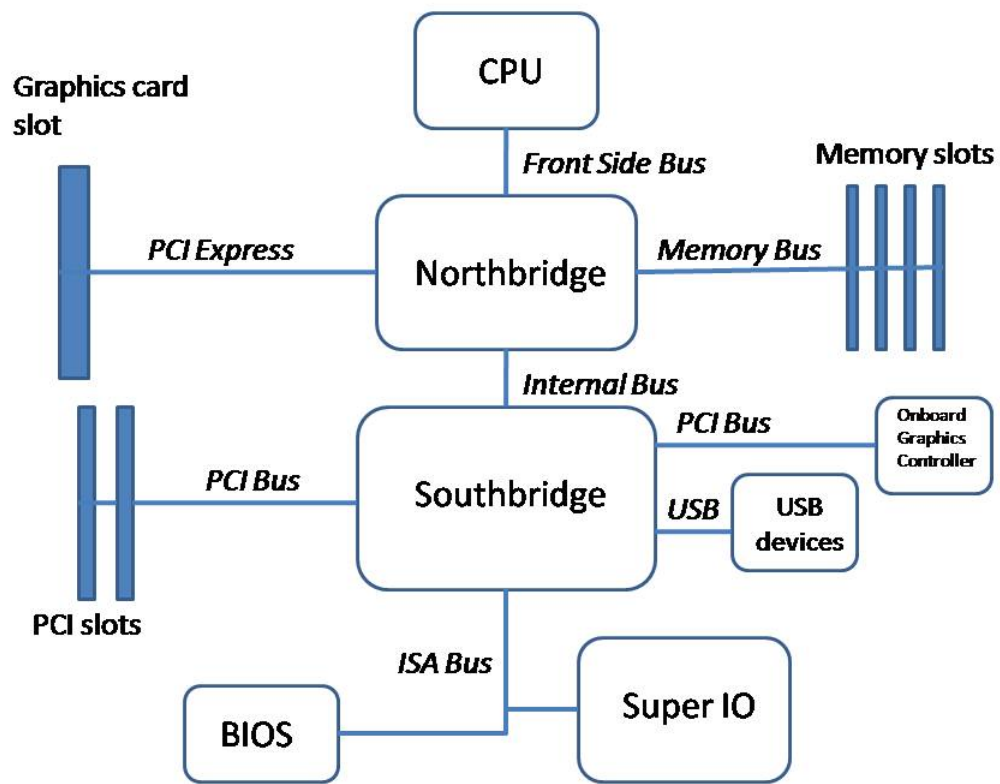 CPU
Graphics card
slot
Front Side Bus
Memory slots
PCI Express
Northbridge
Memory Bus
Internal Bus
PCI Bus
Onboard
Graphics
Controller
PCI Bus
Southbridge
USB
USB
devices
PCI slots
ISA Bus
BIOS
Super IO